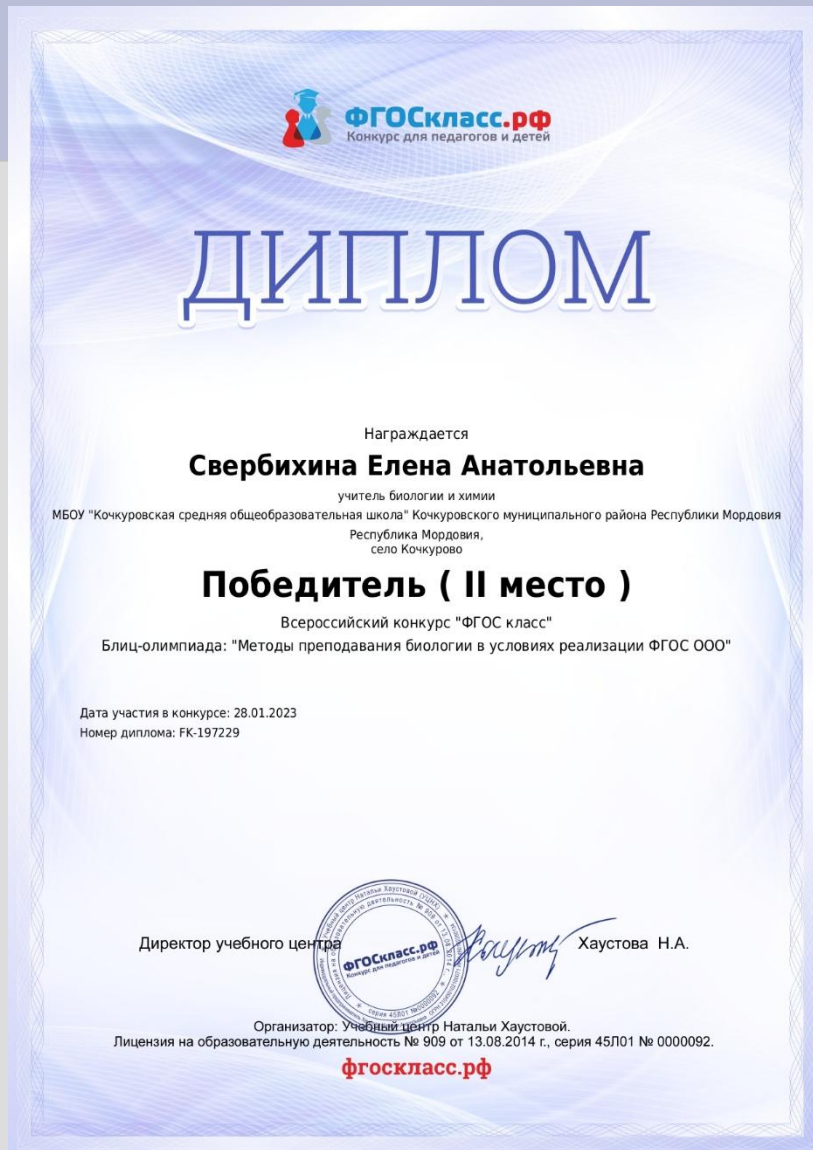 ФГОСкласс.рф
Конкурс для педагогов и детей
ДИПЛОМ
Награждается
Свербихина Елена Анатольевна
учитель биологии и химии
МБОУ "Кочкуровская средняя общеобразовательная школа" Кочкуровского муниципального района Республики Мордовия
Республика Мордовия,
село Кочкурово
Победитель ( II место )
Всероссийский конкурс "ФГОС класс"
Блиц-олимпиада: "Методы преподавания биологии в условиях реализации ФГОС ООО"
Дата участия в конкурсе: 28.01.2023
Номер диплома: FK-197229
Директор учебного центра
ФГОСкласс.рф
Конкурс для педагогов и детей
Хаустова Н.А.
Организатор: Учебный центр Натальи Хаустовой.
Лицензия на образовательную деятельность № 909 от 13.08.2014 г., серия 45Л01 № 0000092.
фгоскласс.рф